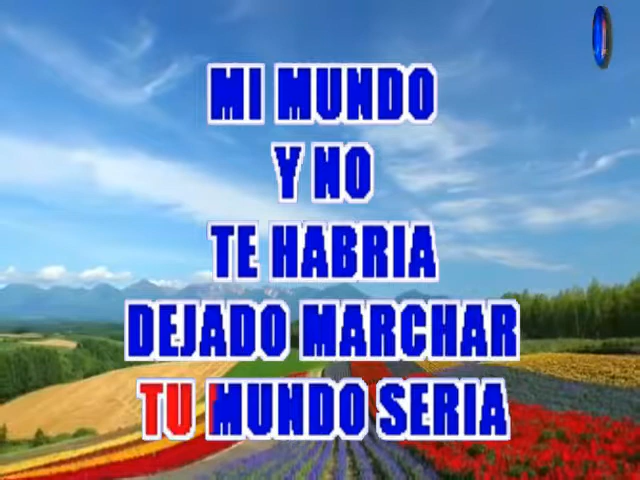 MI MUNDO
Y NO
TE HABRIA
DEJADO MARCHAR
TU MUNDO SERIA